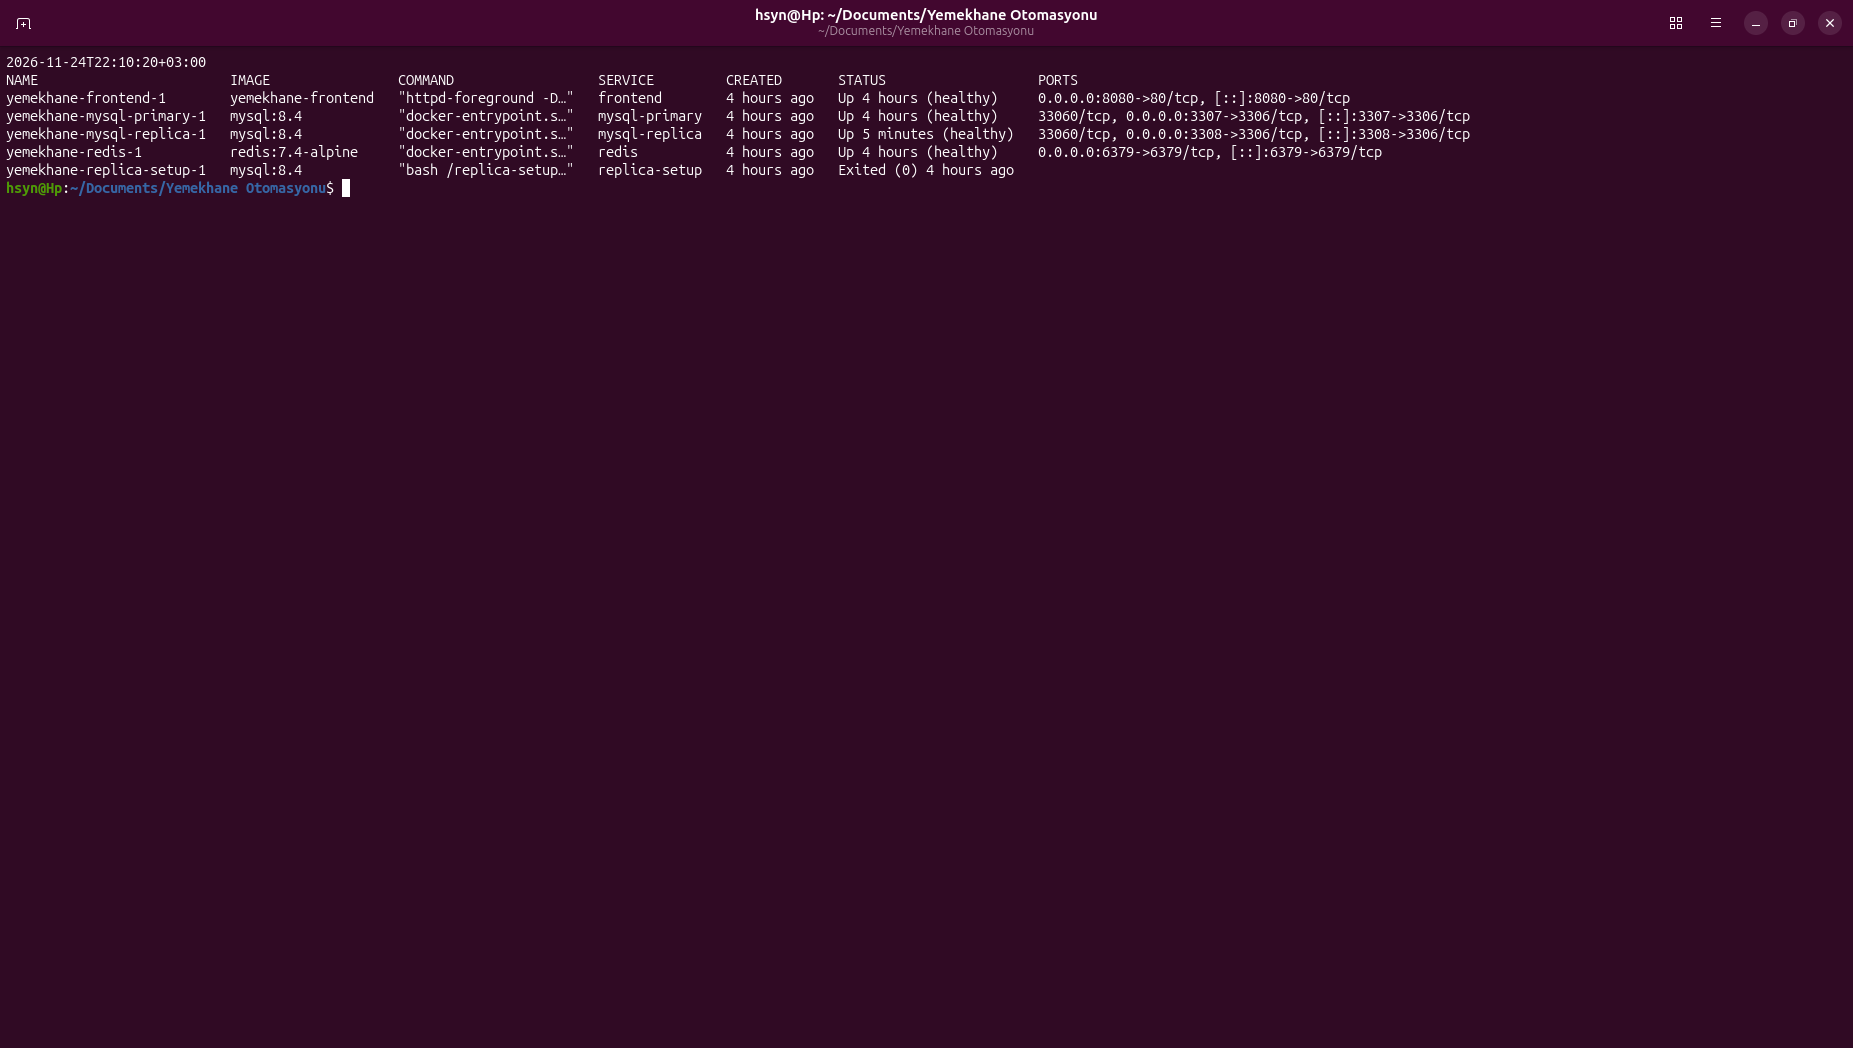 hsyn@Hp: ~/Documents/Yemekhane Otomasyonu
~/Documents/Yemekhane Otomasyonu
2026-11-24T22:10:20+03:00
NAME IMAGE COMMAND SERVICE CREATED STATUS PORTS
yemekhane-frontend-1 yemekhane-frontend "httpd-foreground -D…" frontend 4 hours ago Up 4 hours (healthy) 0.0.0.0:8080->80/tcp, [::]:8080->80/tcp
yemekhane-mysql-primary-1 mysql:8.4 "docker-entrypoint.s…" mysql-primary 4 hours ago Up 4 hours (healthy) 33060/tcp, 0.0.0.0:3307->3306/tcp, [::]:3307->3306/tcp
yemekhane-mysql-replica-1 mysql:8.4 "docker-entrypoint.s…" mysql-replica 4 hours ago Up 5 minutes (healthy) 33060/tcp, 0.0.0.0:3308->3306/tcp, [::]:3308->3306/tcp
yemekhane-redis-1 redis:7.4-alpine "docker-entrypoint.s…" redis 4 hours ago Up 4 hours (healthy) 0.0.0.0:6379->6379/tcp, [::]:6379->6379/tcp
yemekhane-replica-setup-1 mysql:8.4 "bash /replica-setup…" replica-setup 4 hours ago Exited (0) 4 hours ago
hsyn@Hp:~/Documents/Yemekhane Otomasyonu$